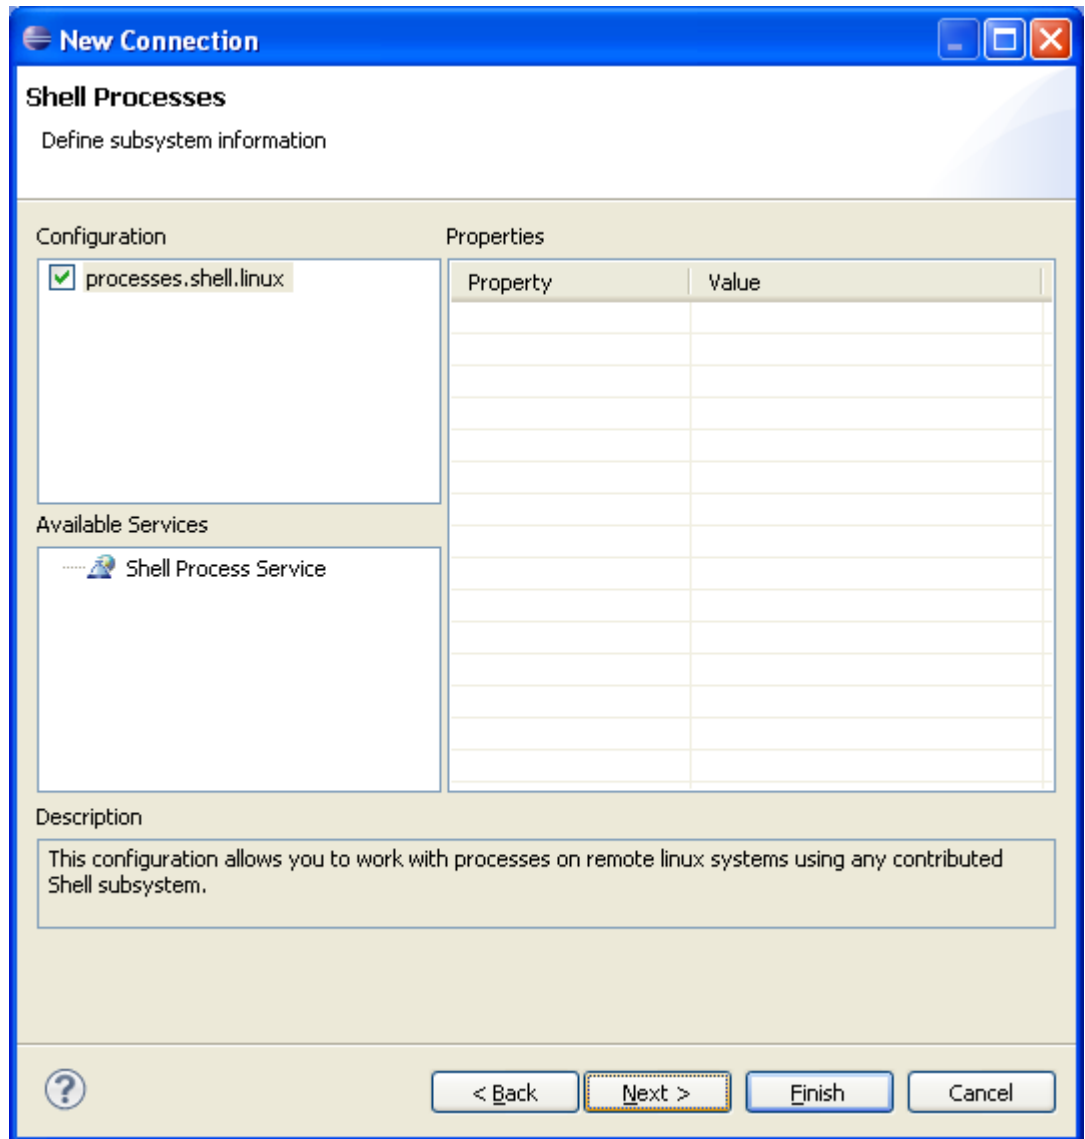 New Connection
Shell Processes
Define subsystem information
Configuration
processes.shell.linux
Properties
Property Value
Available Services
Shell Process Service
Description
This configuration allows you to work with processes on remote linux systems using any contributed
Shell subsystem.
?
< Back Next > Finish Cancel